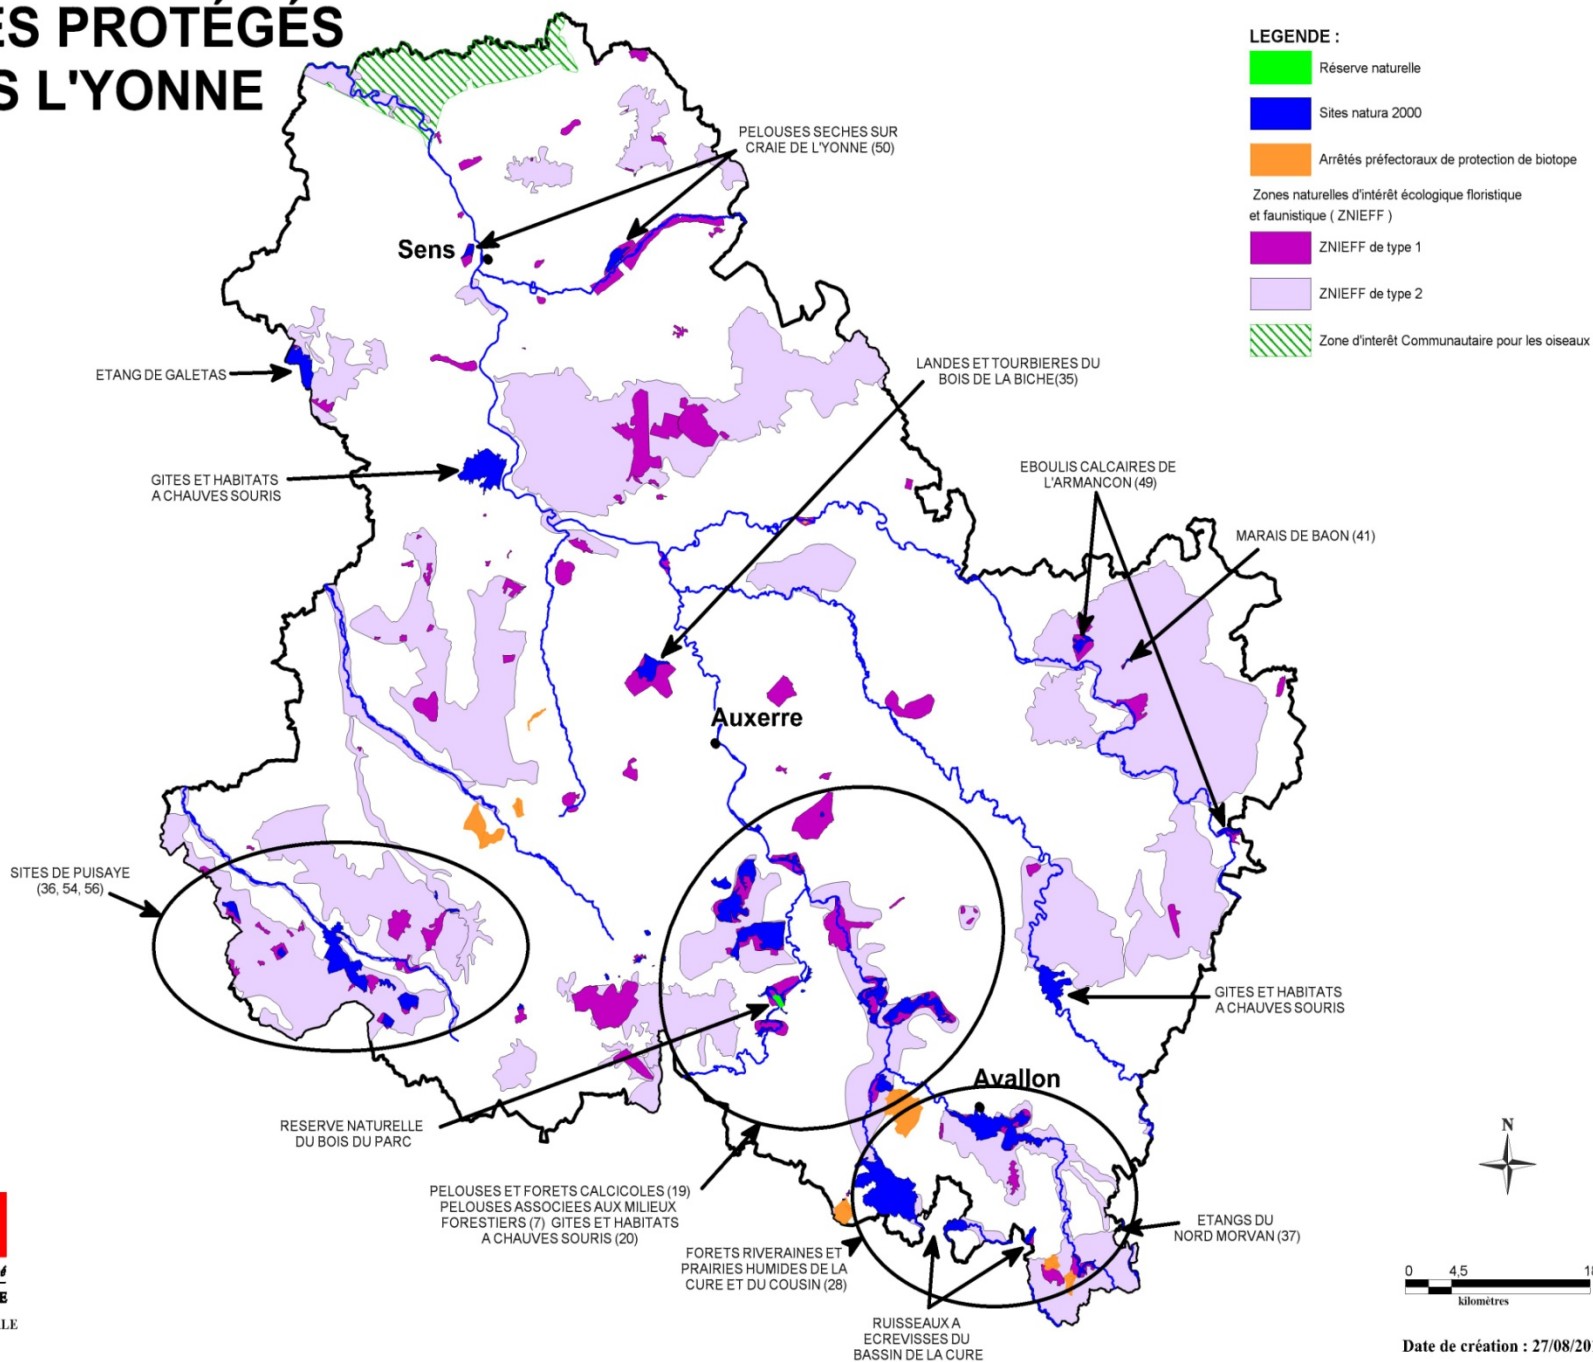 ES PROTÉGÉS
S L'YONNE
LEGENDE :
Réserve naturelle
Sites natura 2000
Arrêtés préfectoraux de protection de biotope
Zones naturelles d'intérêt écologique floristique
et faunistique ( ZNIEFF )
ZNIEFF de type 1
ZNIEFF de type 2
Zone d'interêt Communautaire pour les oiseaux
PELOUSES SECHES SUR
CRAIE DE L'YONNE (50)
Sens
ETANG DE GALETAS
LANDES ET TOURBIERES DU
BOIS DE LA BICHE(35)
GITES ET HABITATS
A CHAUVES SOURIS
EBOULIS CALCAIRES DE
L'ARMANCON (49)
MARAIS DE BAON (41)
Auxerre
SITES DE PUISAYE
(36, 54, 56)
GITES ET HABITATS
A CHAUVES SOURIS
Avallon
RESERVE NATURELLE
DU BOIS DU PARC
PELOUSES ET FORETS CALCICOLES (19)
PELOUSES ASSOCIEES AUX MILIEUX
FORESTIERS (7) GITES ET HABITATS
A CHAUVES SOURIS (20)
FORETS RIVERAINES ET
PRAIRIES HUMIDES DE LA
CURE ET DU COUSIN (28)
ETANGS DU
NORD MORVAN (37)
RUISSEAUX A
ECREVISSES DU
BASSIN DE LA CURE
N
0 4,5 18
kilomètres
é
E
LE
Date de création : 27/08/20